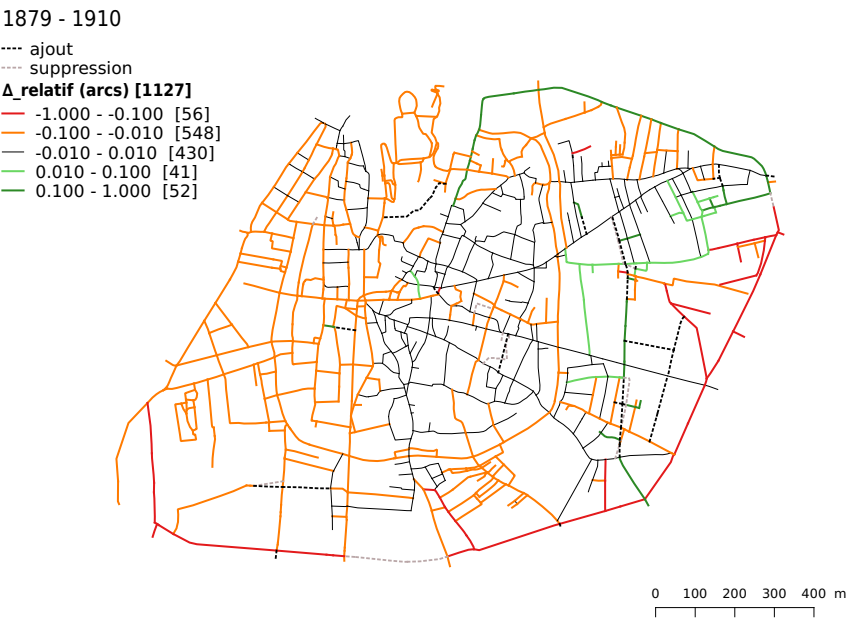 1879 - 1910
ajout
suppression
Δ_relatif (arcs) [1127]
-1.000 - -0.100 [56]
-0.100 - -0.010 [548]
-0.010 - 0.010 [430]
0.010 - 0.100 [41]
0.100 - 1.000 [52]
0 100 200 300 400 m